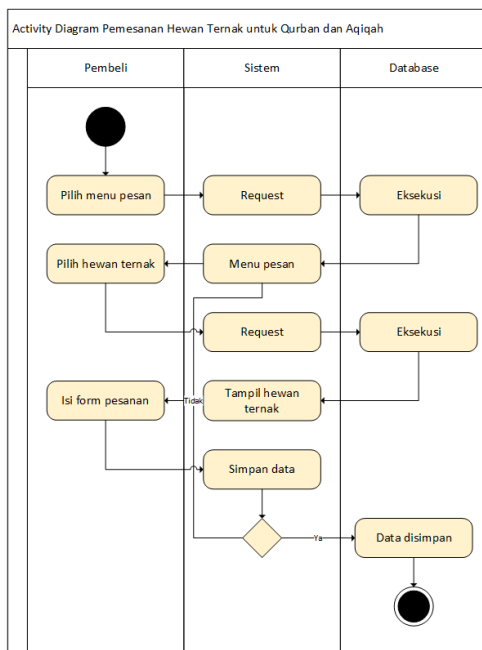 Activity Diagram Pemesanan Hewan Ternak untuk Qurban dan Aqiqah
Pembeli
Sistem
Database
Pilih menu pesan
Request
Eksekusi
Pilih hewan ternak
Menu pesan
Request
Eksekusi
Isi form pesanan
Tidak
Tampil hewan
ternak
Simpan data
Ya
Data disimpan